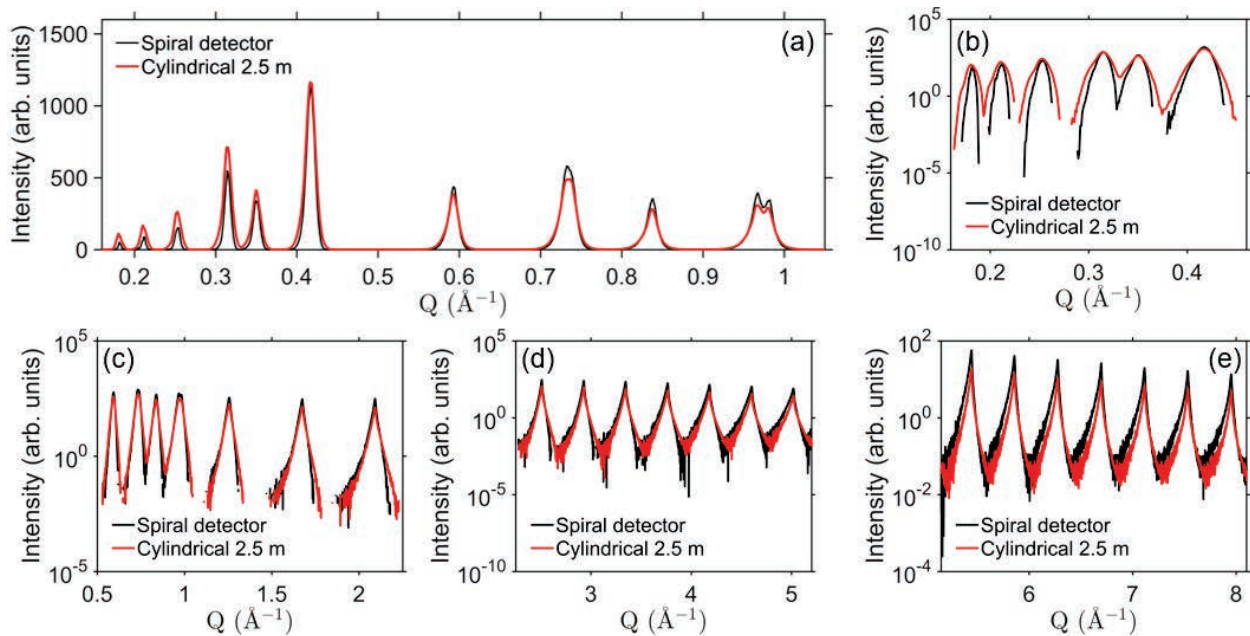 (a)
Intensity (arb. units)
1500
1000
500
0
Spiral detector
Cylindrical 2.5 m
0.2 0.3 0.4 0.5 0.6 0.7 0.8 0.9 1
Q (Å⁻¹)
(b)
Intensity (arb. units)
10⁵
10⁰
10⁻⁵
10⁻¹⁰
Spiral detector
Cylindrical 2.5 m
0.2 0.3 0.4
Q (Å⁻¹)
(c)
Intensity (arb. units)
10⁵
10⁰
10⁻⁵
Spiral detector
Cylindrical 2.5 m
0.5 1 1.5 2
Q (Å⁻¹)
(d)
Intensity (arb. units)
10⁵
10⁰
10⁻⁵
10⁻¹⁰
Spiral detector
Cylindrical 2.5 m
3 4 5
Q (Å⁻¹)
(e)
Intensity (arb. units)
10²
10⁰
10⁻²
10⁻⁴
Spiral detector
Cylindrical 2.5 m
6 7 8
Q (Å⁻¹)